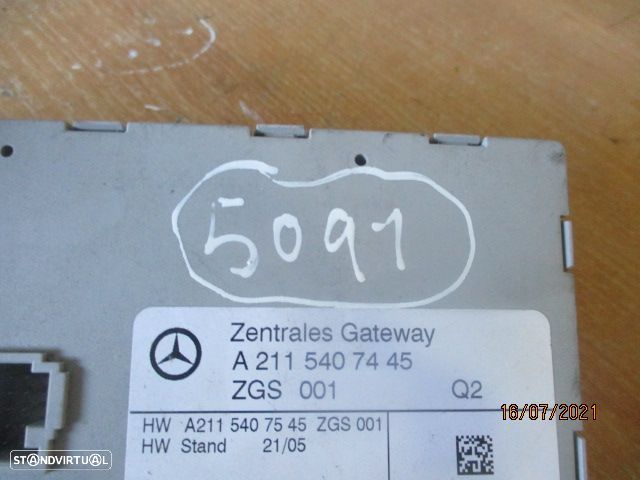 5091
Zentrales Gateway
A 211 540 74 45
ZGS 001 Q2
HW A211 540 75 45 ZGS 001
HW Stand 21/05
16/07/2021
STANDVIRTUAL